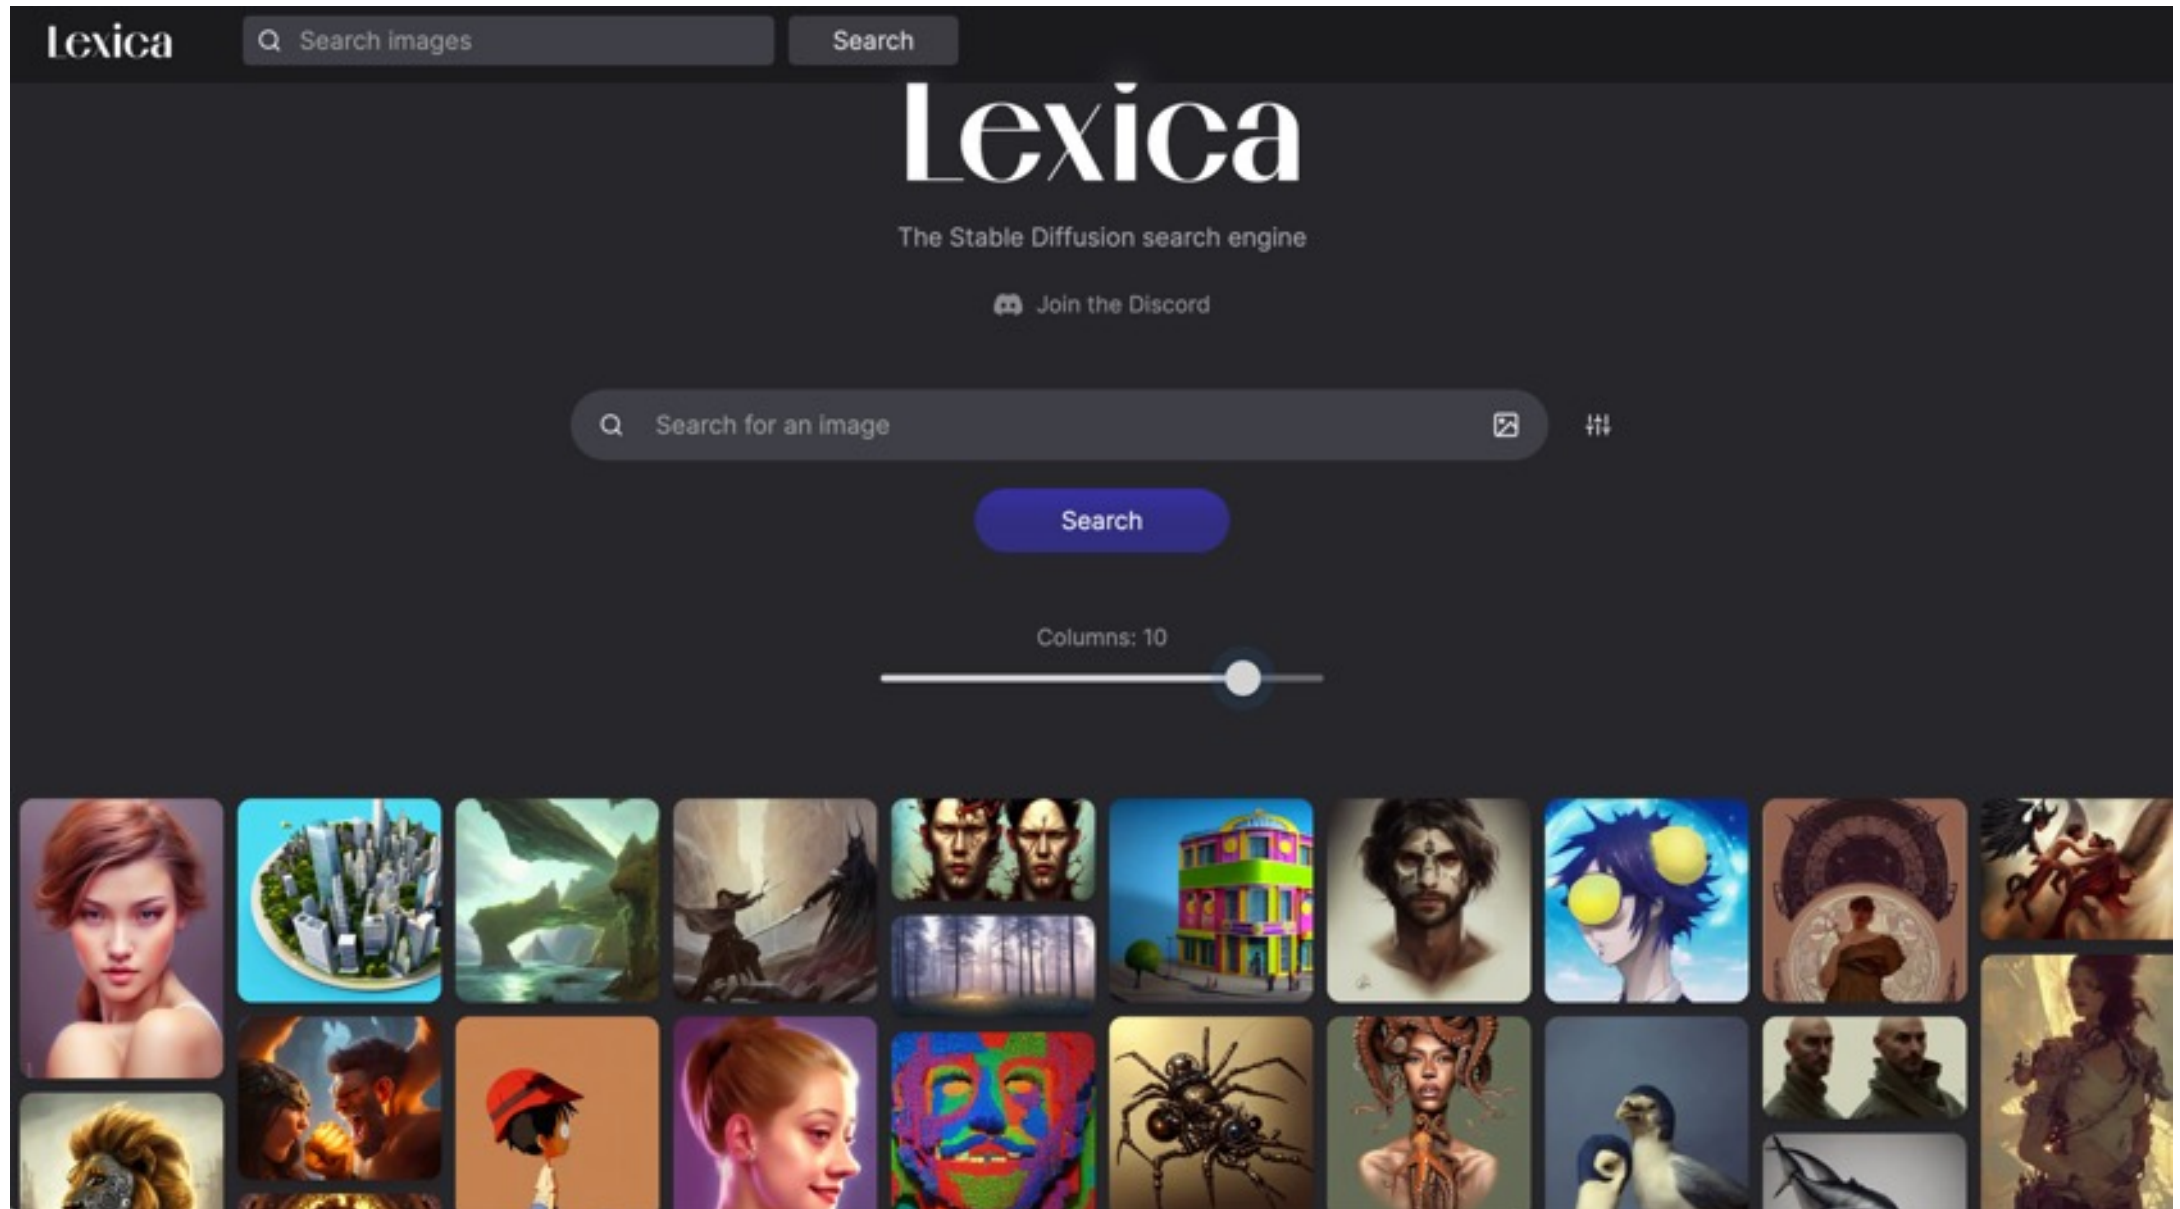 Lexica
Search images
Search
Lexica
The Stable Diffusion search engine
Join the Discord
Search for an image
Search
Columns: 10